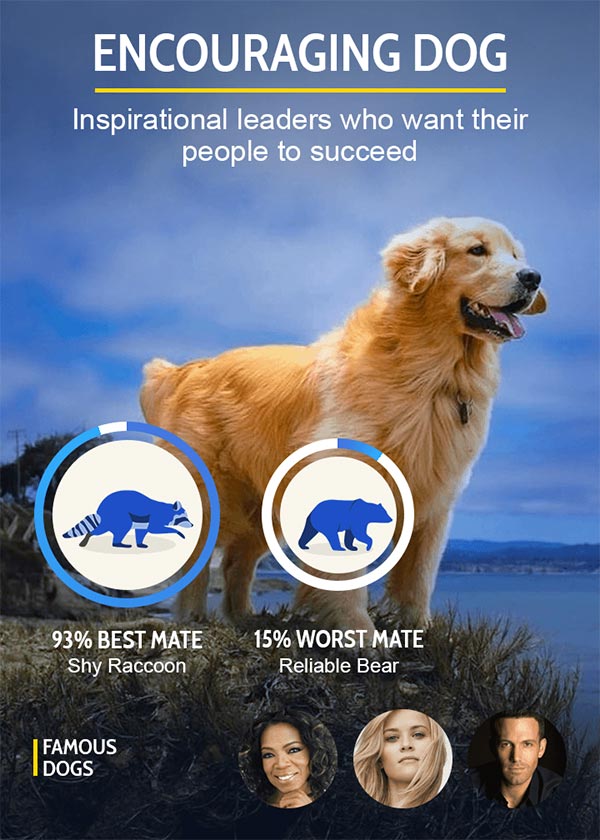 ENCOURAGING DOG
Inspirational leaders who want their
people to succeed
93% BEST MATE
Shy Raccoon
15% WORST MATE
Reliable Bear
FAMOUS
DOGS